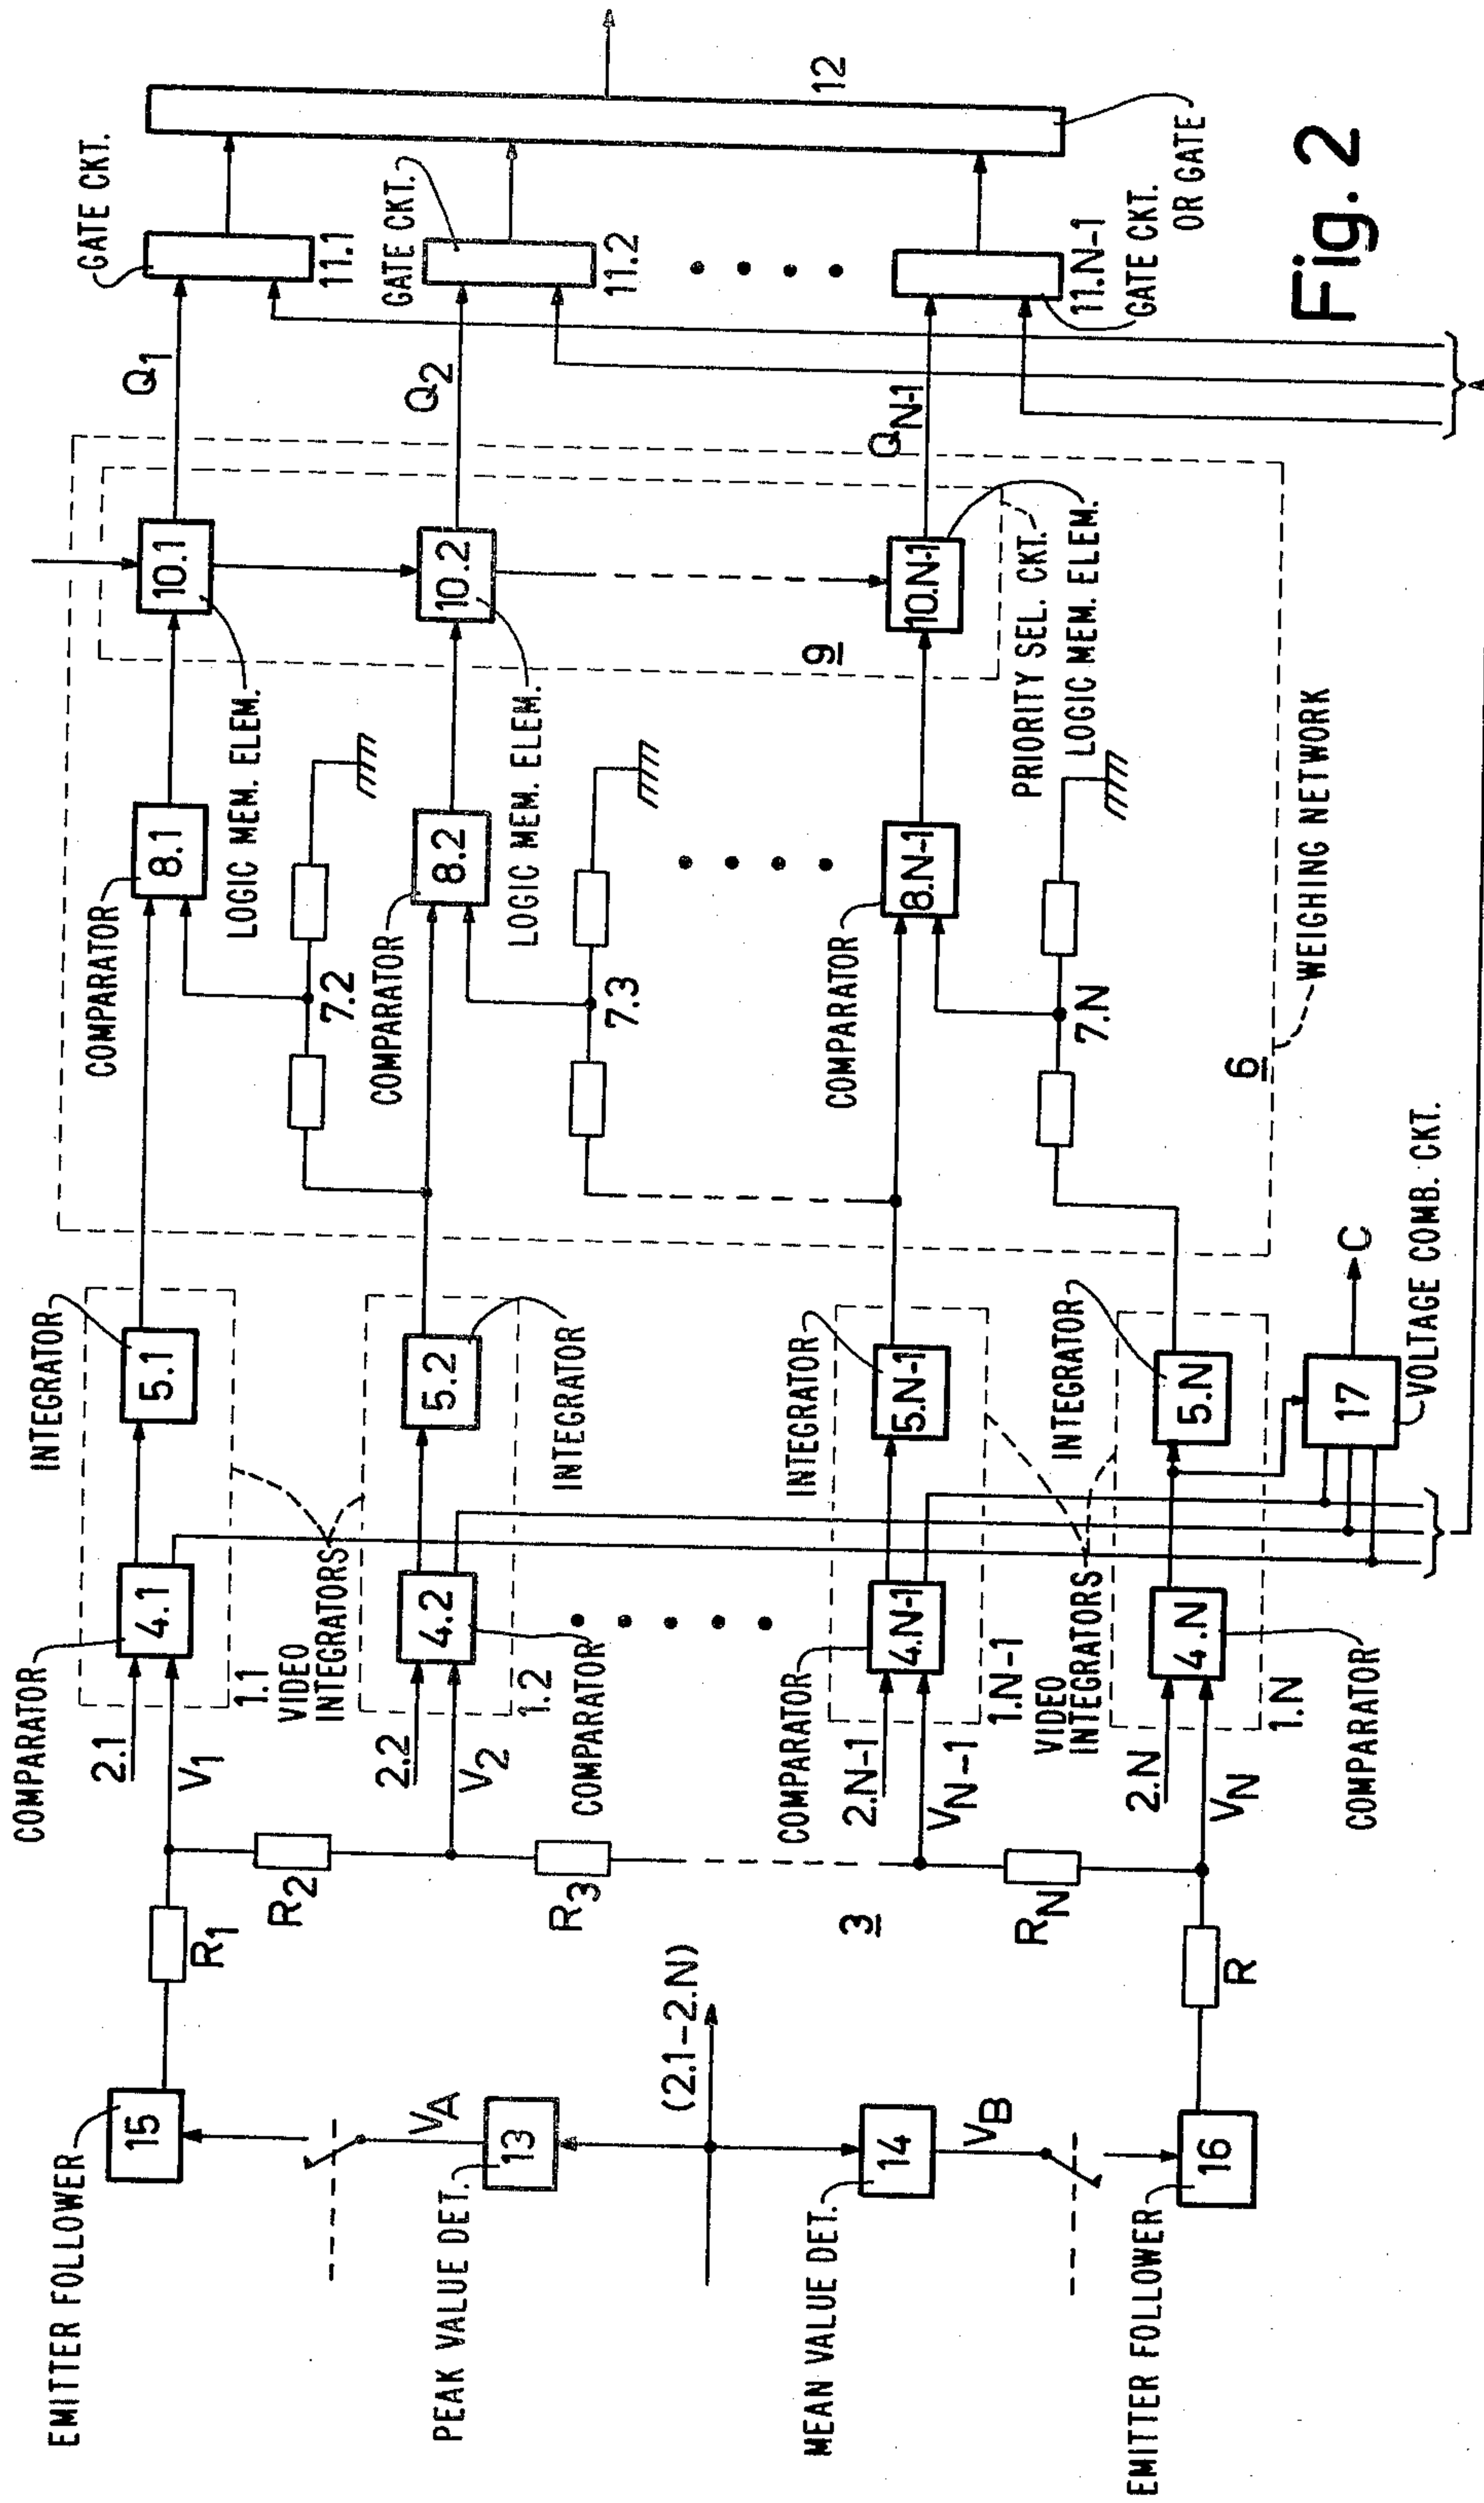 EMITTER FOLLOWER
15
R1
V1
2.1
COMPARATOR
4.1
INTEGRATOR
5.1
1.1
VIDEO
INTEGRATORS
COMPARATOR
8.1
LOGIC MEM. ELEM.
10.1
Q1
GATE CKT.
11.1
R2
7.2
PEAK VALUE DET.
13
VA
2.2
V2
4.2
COMPARATOR
1.2
5.2
INTEGRATOR
COMPARATOR
8.2
LOGIC MEM. ELEM.
10.2
Q2
GATE CKT.
11.2
12
R3
7.3
(2.1-2.N)
3
MEAN VALUE DET.
14
VB
COMPARATOR
2.N-1
VN-1
4.N-1
1.N-1
INTEGRATOR
5.N-1
COMPARATOR
8.N-1
9
10.N-1
QN-1
PRIORITY SEL. CKT.
LOGIC MEM. ELEM.
11.N-1
GATE CKT.
OR GATE
RN
VIDEO
INTEGRATORS
INTEGRATOR
7.N
EMITTER FOLLOWER
16
R
2.N
VN
4.N
1.N
5.N
6
WEIGHING NETWORK
COMPARATOR
17
C
VOLTAGE COMB. CKT.
A
Fig. 2